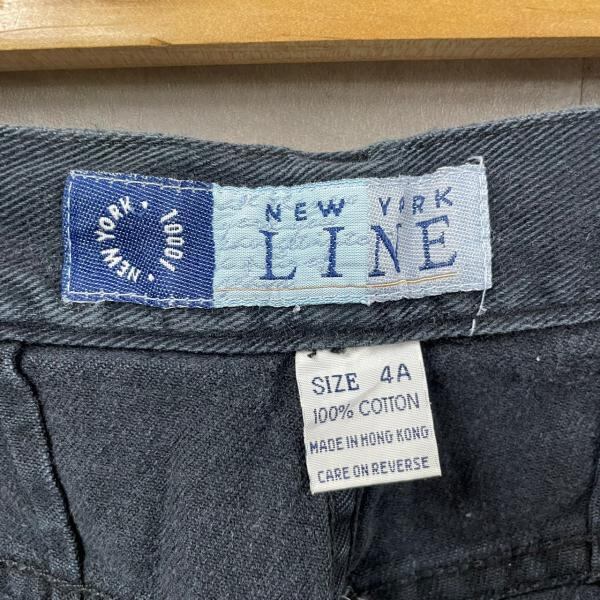 NEW YORK • 10001 •
NEW YORK
LINE
SIZE 4A
100% COTTON
MADE IN HONG KONG
CARE ON REVERSE